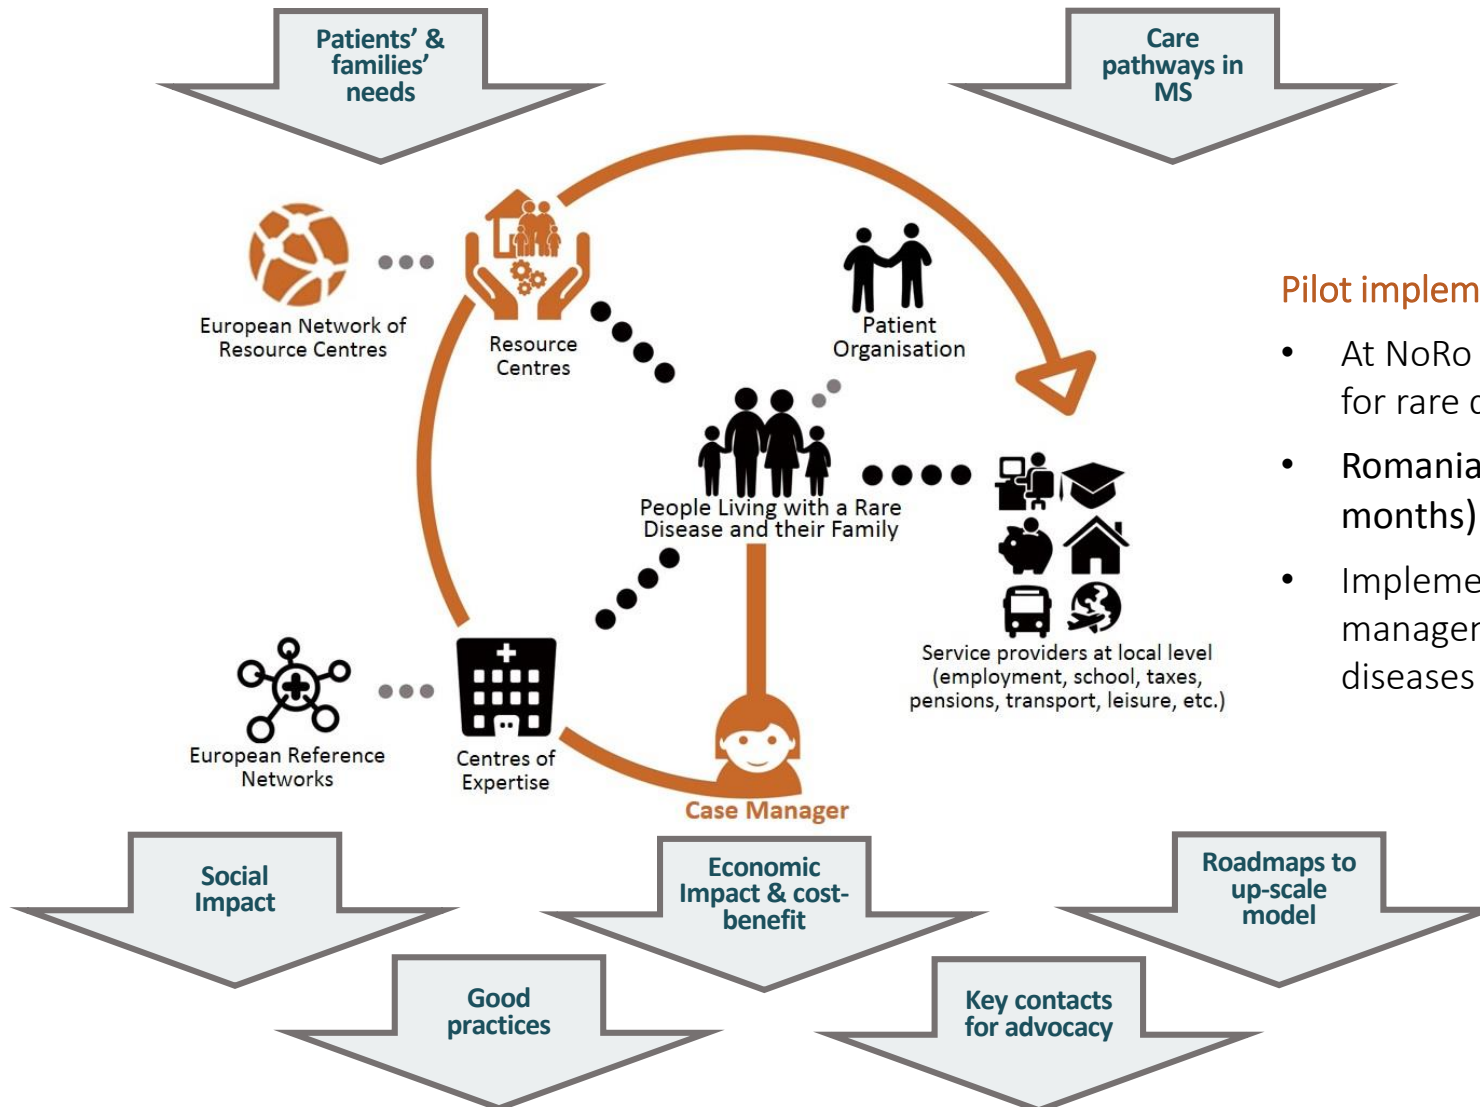 Patients’ &
families’
needs
Care
pathways in
MS
European Network of
Resource Centres
Resource
Centres
Patient
Organisation
People Living with a Rare
Disease and their Family
Service providers at local level
(employment, school, taxes,
pensions, transport, leisure, etc.)
European Reference
Networks
Centres of
Expertise
Case Manager
Pilot implem
• At NoRo
for rare
• Romania
months)
• Impleme
manager
diseases
Social
Impact
Economic
Impact & cost-
benefit
Roadmaps to
up-scale
model
Good
practices
Key contacts
for advocacy